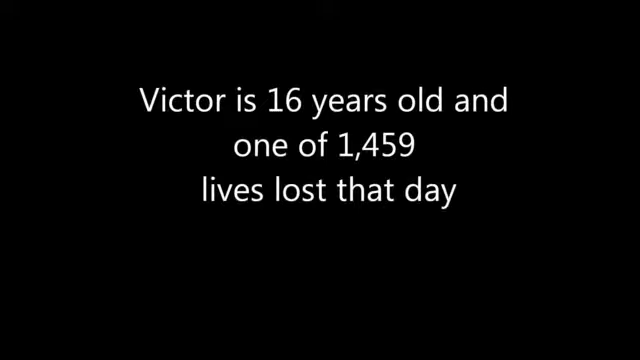 Victor is 16 years old and
one of 1,459
lives lost that day